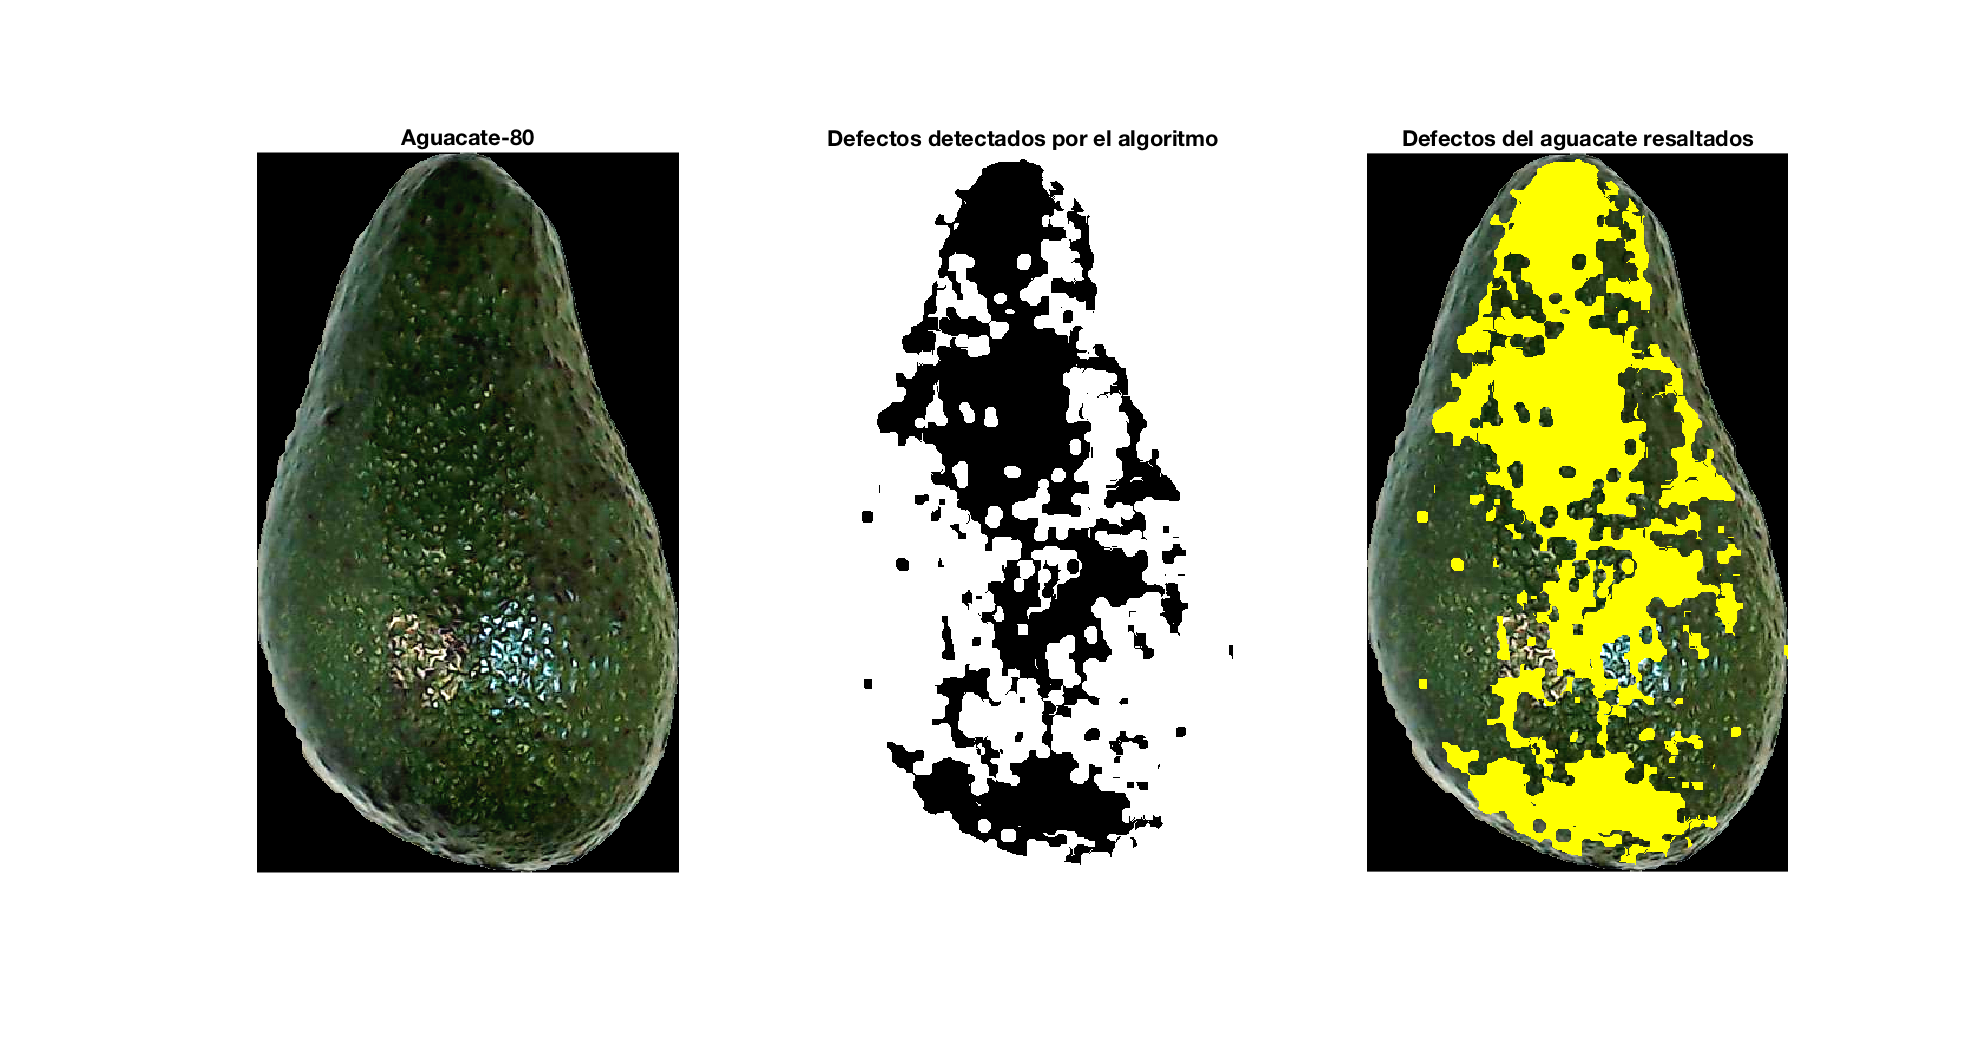 Aguacate-80
Defectos detectados por el algoritmo
Defectos del aguacate resaltados